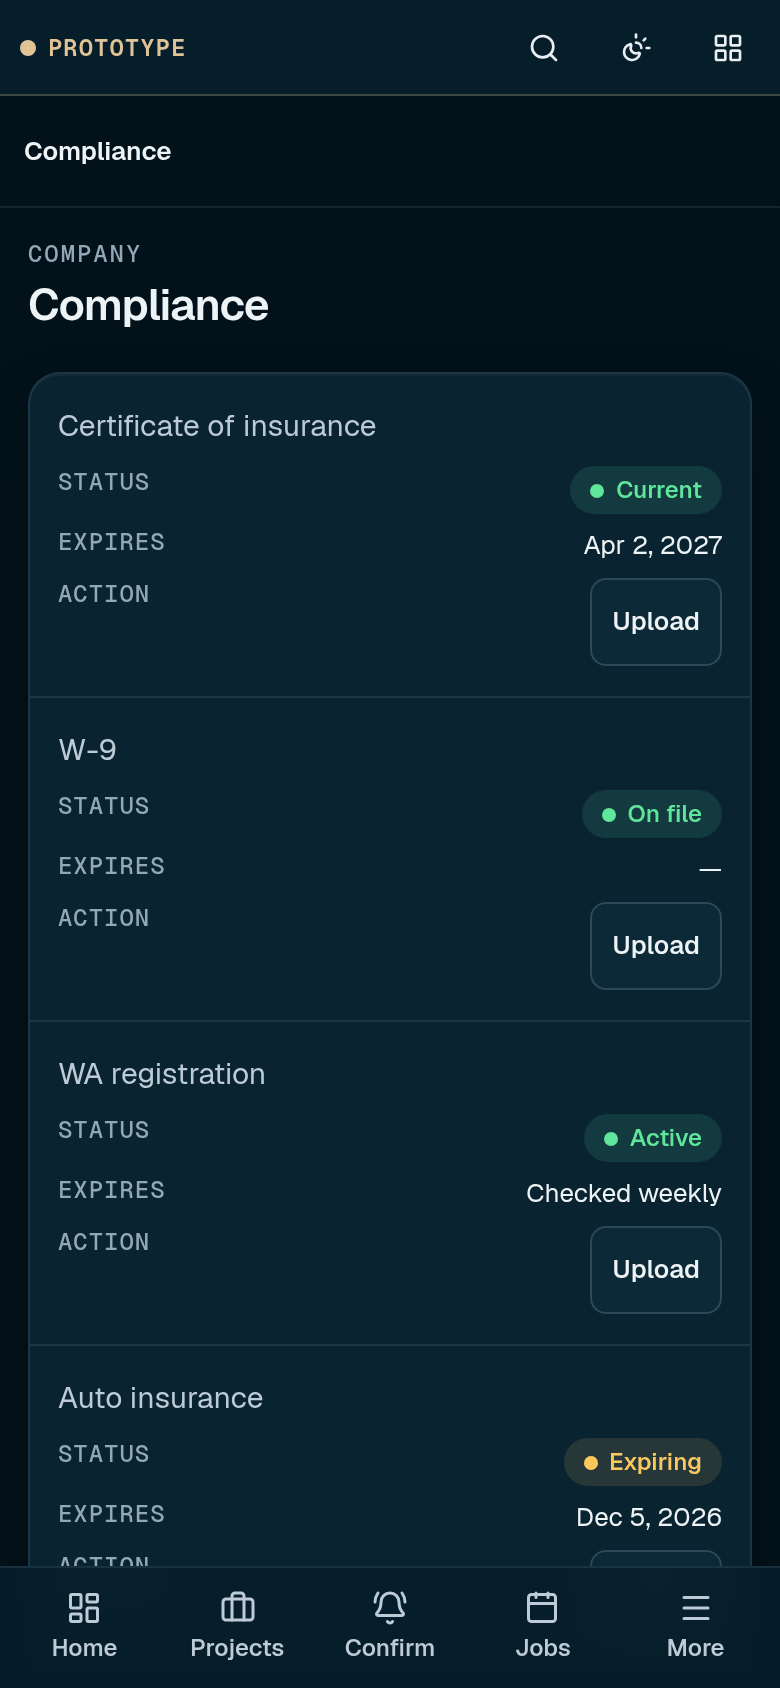 PROTOTYPE
Compliance
COMPANY
Compliance
Certificate of insurance
STATUS Current
EXPIRES Apr 2, 2027
ACTION Upload
W-9
STATUS On file
EXPIRES —
ACTION Upload
WA registration
STATUS Active
EXPIRES Checked weekly
ACTION Upload
Auto insurance
STATUS Expiring
EXPIRES Dec 5, 2026
ACTION
Home Projects Confirm Jobs More